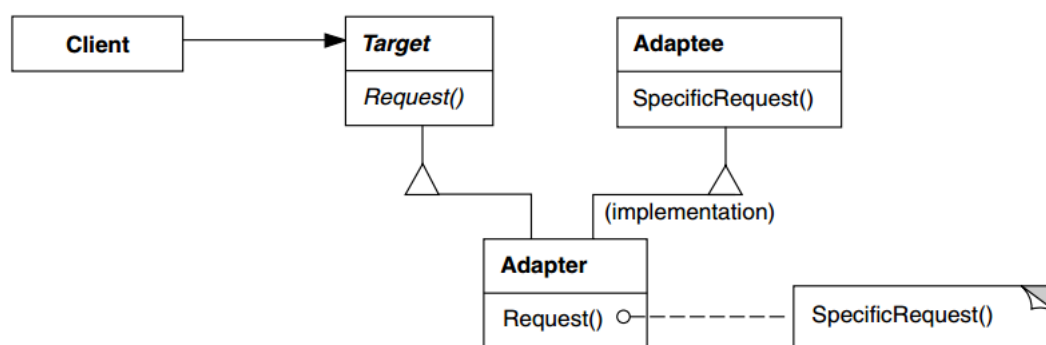 Client
Target
Request()
Adaptee
SpecificRequest()
(implementation)
Adapter
Request()
SpecificRequest()